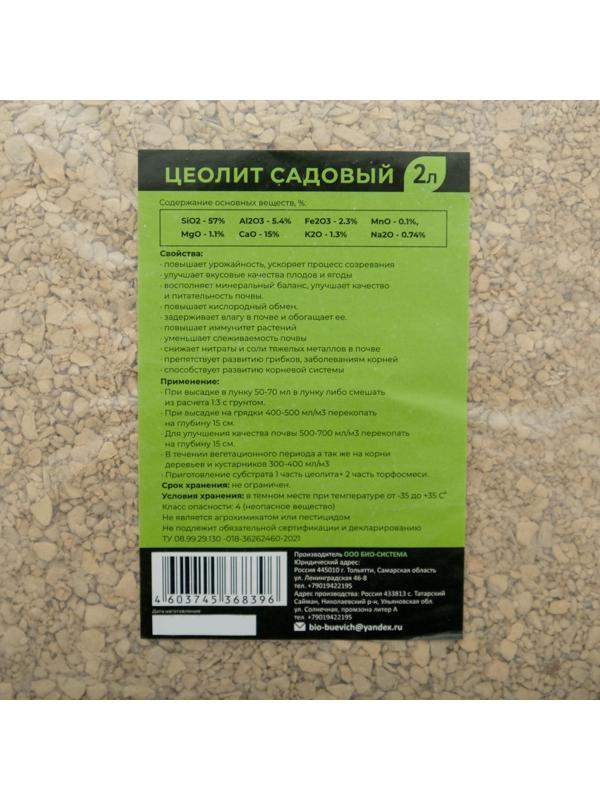 ЦЕОЛИТ САДОВЫЙ 2л
Содержание основных веществ, %:
SiO2 - 57% Al2O3 - 5.4% Fe2O3 - 2.3% MnO - 0.1%,
MgO - 1.1% CaO - 15% K2O - 1.3% Na2O - 0.74%
Свойства:
· повышает урожайность, ускоряет процесс созревания
· улучшает вкусовые качества плодов и ягоды
· восполняет минеральный баланс, улучшает качество
и питательность почвы.
· повышает кислородный обмен.
· задерживает влагу в почве и обогащает ее.
· повышает иммунитет растений
· уменьшает слеживаемость почвы
· снижает нитраты и соли тяжелых металлов в почве
· препятствует развитию грибков, заболеваниям корней
· способствует развитию корневой системы
Применение:
· При высадке в лунку 50-70 мл в лунку либо смешать
из расчета 1:3 с грунтом.
· При высадке на грядки 400-500 мл/м3 перекопать
на глубину 15 см.
· Для улучшения качества почвы 500-700 мл/м3 перекопать
на глубину 15 см.
· В течении вегетационного периода а так же на корни
деревьев и кустарников 300-400 мл/м3
· Приготовление субстрата 1 часть цеолита+ 2 часть торфосмеси.
Срок хранения: не ограничен.
Условия хранения: в темном месте при температуре от -35 до +35 С°
Класс опасности: 4 (неопасное вещество)
Не является агрохимикатом или пестицидом
Не подлежит обязательной сертификации и декларированию
ТУ 08.99.29.130 -018-36262460-2021
4603745368396
Дата изготовления
Производитель ООО БИО-СИСТЕМА
Юридический адрес:
Россия 445010 г. Тольятти, Самарская область
ул. Ленинградская 46-8
тел. +79019422195
Адрес производства: Россия 433813 с. Татарский
Сайман, Николаевский р-н, Ульяновская обл.
ул. Солнечная, промзона литер А
тел. +79019422195
bio-buevich@yandex.ru